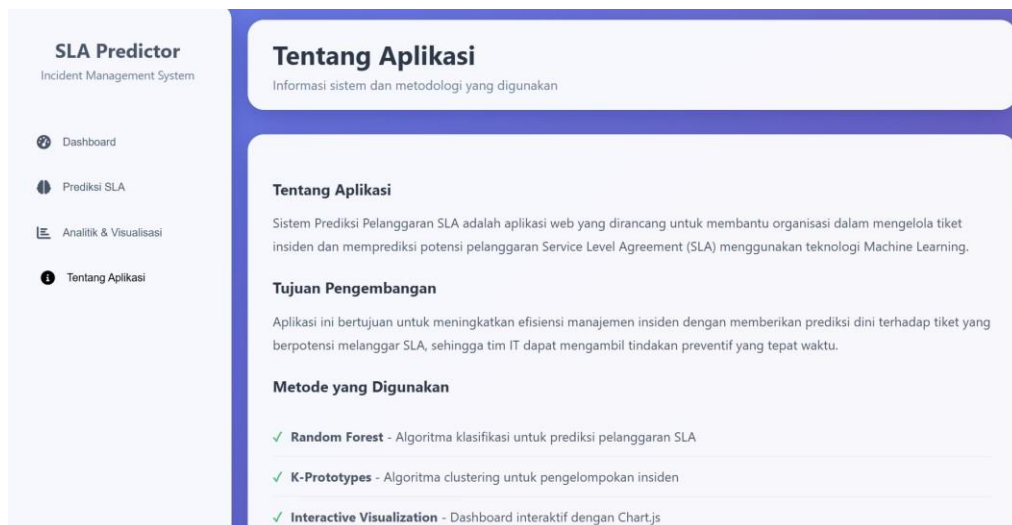 SLA Predictor
Incident Management System
Dashboard
Prediksi SLA
Analitik & Visualisasi
Tentang Aplikasi
Tentang Aplikasi
Informasi sistem dan metodologi yang digunakan
Tentang Aplikasi
Sistem Prediksi Pelanggaran SLA adalah aplikasi web yang dirancang untuk membantu organisasi dalam mengelola tiket
insiden dan memprediksi potensi pelanggaran Service Level Agreement (SLA) menggunakan teknologi Machine Learning.
Tujuan Pengembangan
Aplikasi ini bertujuan untuk meningkatkan efisiensi manajemen insiden dengan memberikan prediksi dini terhadap tiket yang
berpotensi melanggar SLA, sehingga tim IT dapat mengambil tindakan preventif yang tepat waktu.
Metode yang Digunakan
✓ Random Forest - Algoritma klasifikasi untuk prediksi pelanggaran SLA
✓ K-Prototypes - Algoritma clustering untuk pengelompokan insiden
✓ Interactive Visualization - Dashboard interaktif dengan Chart.js